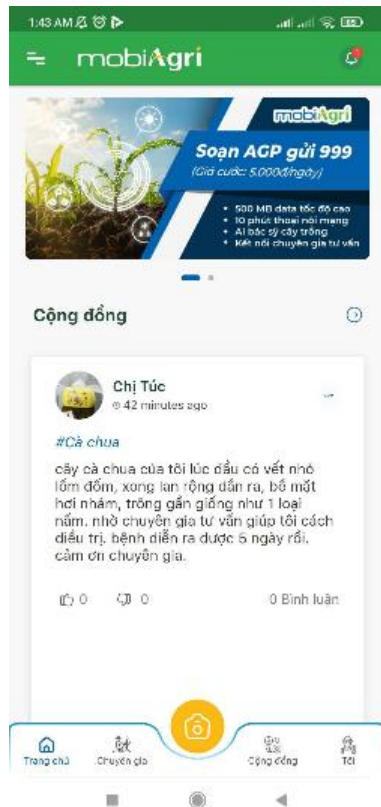 1:43 AM
mobiAgri
mobiAgri
Soạn AGP gửi 999
(Giá cước: 5.000đ/ngày)
• 500 MB data tốc độ cao
• 10 phút thoại nội mạng
• AI bác sỹ cây trồng
• Kết nối chuyên gia tư vấn
Cộng đồng
Chị Túc
42 minutes ago
#Cà chua
cây cà chua của tôi lúc đầu có vết nhỏ
lốm đốm, xong lan rộng dần ra, bề mặt
hơi nhám, trông gần giống như 1 loại
nấm. nhờ chuyên gia tư vấn giúp tôi cách
điều trị. bệnh diễn ra được 5 ngày rồi.
cảm ơn chuyên gia.
0 0 0 Bình luận
Trang chủ Chuyên gia Cộng đồng Tôi